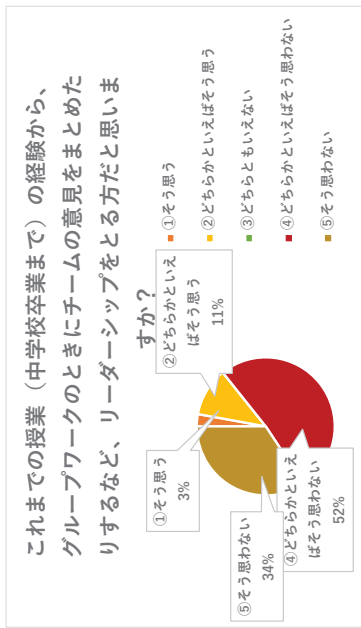 これまでの授業（中学校卒業まで）の経験から、
グループワークのときにチームの意見をまとめた
りするなど、リーダーシップをとる方だと思いま
すか？
①そう思う
3%
②どちらかといえ
ばそう思う
11%
④どちらかといえ
ばそう思わない
52%
⑤そう思わない
34%
①そう思う
②どちらかといえばそう思う
③どちらともいえない
④どちらかといえばそう思わない
⑤そう思わない